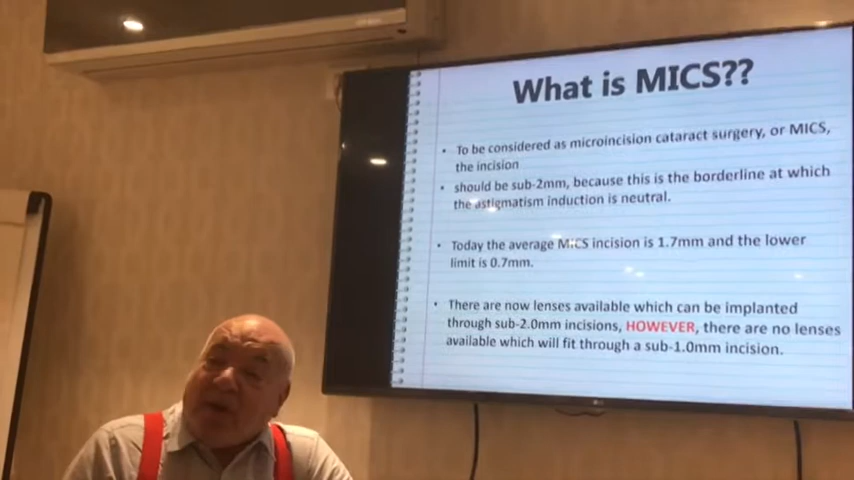 What is MICS??
• To be considered as microincision cataract surgery, or MICS,
the incision
• should be sub-2mm, because this is the borderline at which
the astigmatism induction is neutral.
• Today the average MICS incision is 1.7mm and the lower
limit is 0.7mm.
• There are now lenses available which can be implanted
through sub-2.0mm incisions, HOWEVER, there are no lenses
available which will fit through a sub-1.0mm incision.
LG